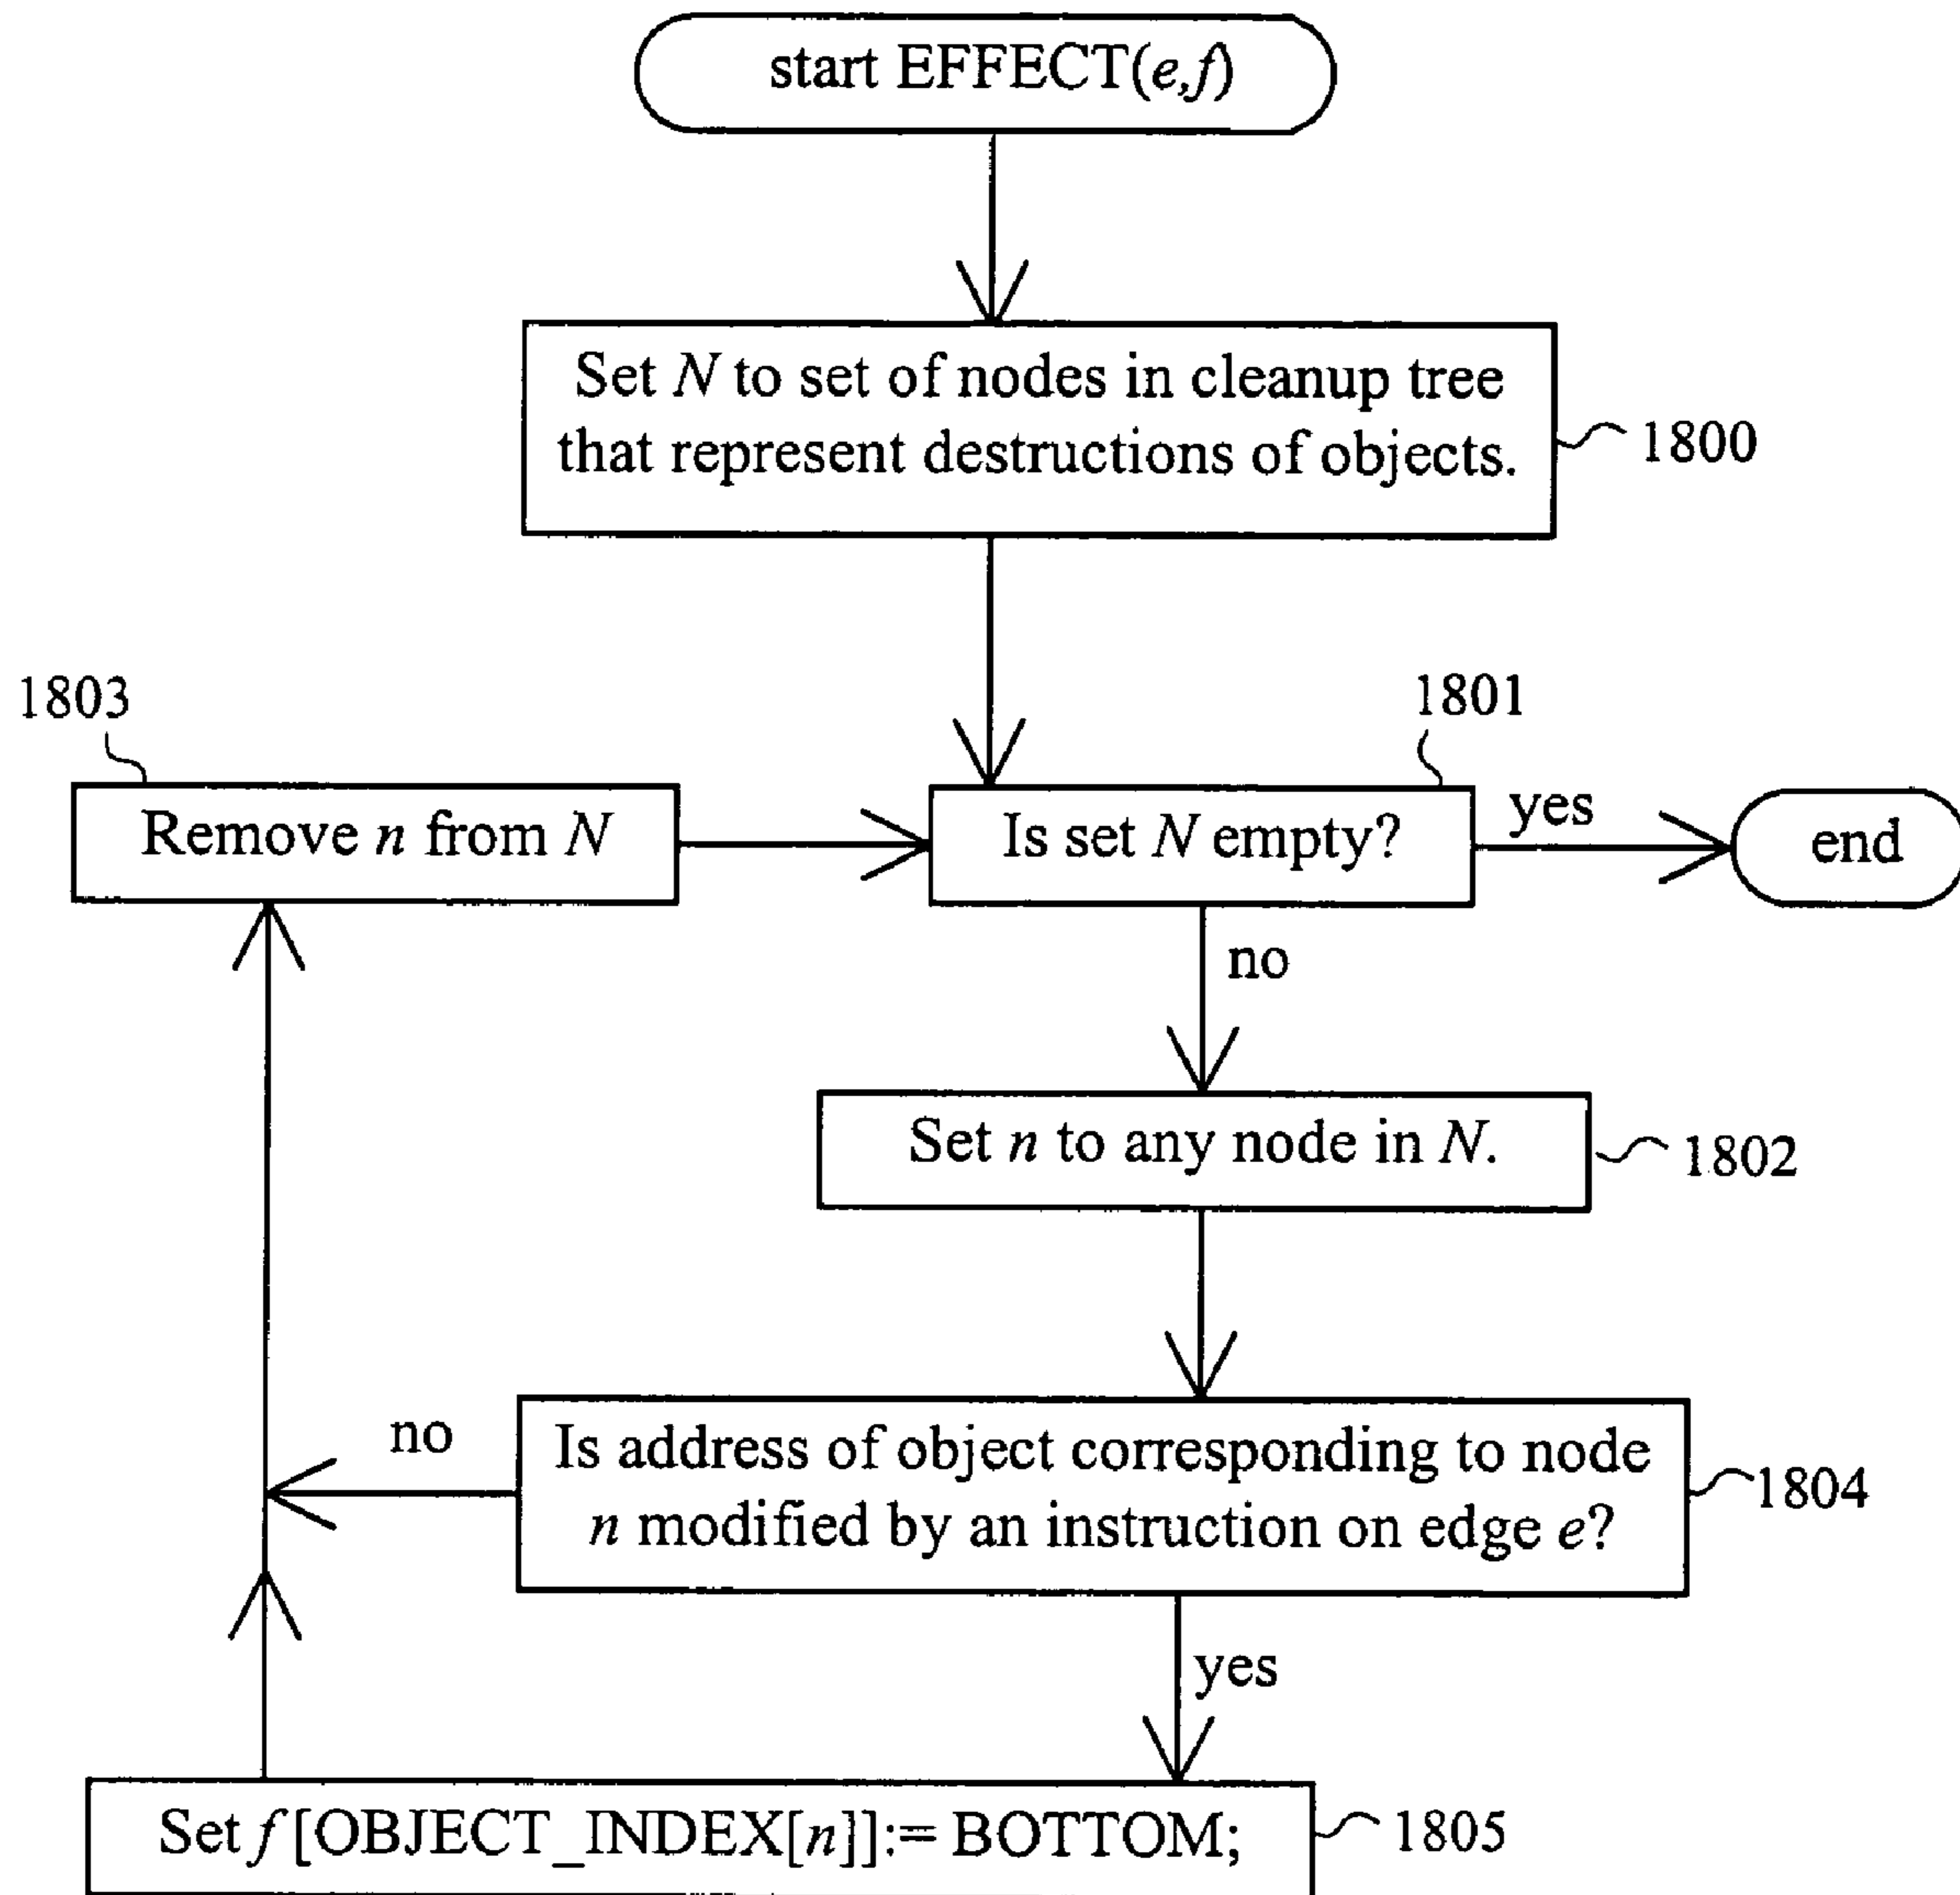 start EFFECT(e,f)
Set N to set of nodes in cleanup tree
that represent destructions of objects.
1800
1803
1801
Remove n from N
Is set N empty?
yes
end
no
Set n to any node in N.
1802
no
Is address of object corresponding to node
n modified by an instruction on edge e?
1804
yes
Set f [OBJECT_INDEX[n]]:= BOTTOM;
1805